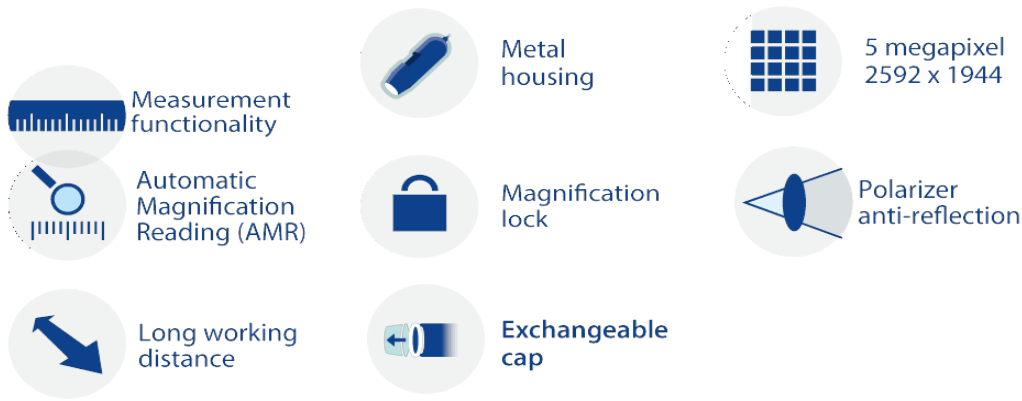 Measurement
functionality
Automatic
Magnification
Reading (AMR)
Long working
distance
Metal
housing
Magnification
lock
Exchangeable
cap
5 megapixel
2592 x 1944
Polarizer
anti-reflection